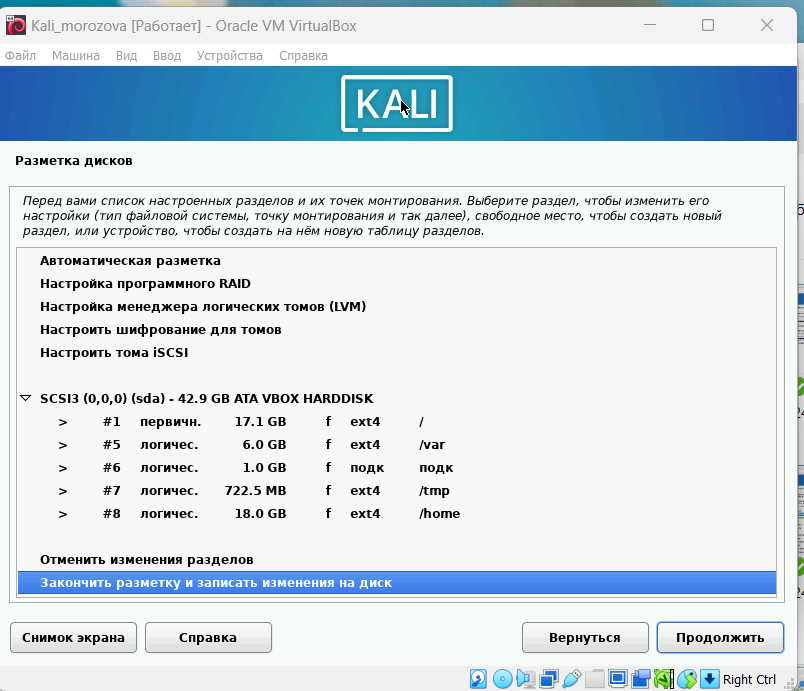 Kali_morozova [Работает] - Oracle VM VirtualBox
Файл Машина Вид Ввод Устройства Справка
KALI
Разметка дисков
Перед вами список настроенных разделов и их точек монтирования. Выберите раздел, чтобы изменить его
настройки (тип файловой системы, точку монтирования и так далее), свободное место, чтобы создать новый
раздел, или устройство, чтобы создать на нём новую таблицу разделов.
Автоматическая разметка
Настройка программного RAID
Настройка менеджера логических томов (LVM)
Настроить шифрование для томов
Настроить тома iSCSI
SCSI3 (0,0,0) (sda) - 42.9 GB ATA VBOX HARDDISK
> #1 первичн. 17.1 GB f ext4 /
> #5 логичес. 6.0 GB f ext4 /var
> #6 логичес. 1.0 GB f подк подк
> #7 логичес. 722.5 MB f ext4 /tmp
> #8 логичес. 18.0 GB f ext4 /home
Отменить изменения разделов
Закончить разметку и записать изменения на диск
Снимок экрана Справка Вернуться Продолжить
Right Ctrl